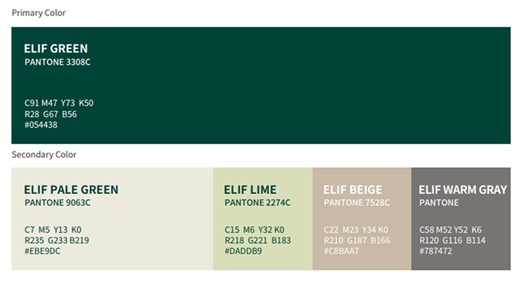 Primary Color
ELIF GREEN
PANTONE 3308C
C91 M47 Y73 K50
R28 G67 B56
#054438
Secondary Color
ELIF PALE GREEN
PANTONE 9063C
C7 M5 Y13 K0
R235 G233 B219
#EBE9DC
ELIF LIME
PANTONE 2274C
C15 M6 Y32 K0
R218 G221 B183
#DADDB9
ELIF BEIGE
PANTONE 7528C
C22 M23 Y34 K0
R210 G187 B166
#C8BAA7
ELIF WARM GRAY
PANTONE
C58 M52 Y52 K6
R120 G116 B114
#787472